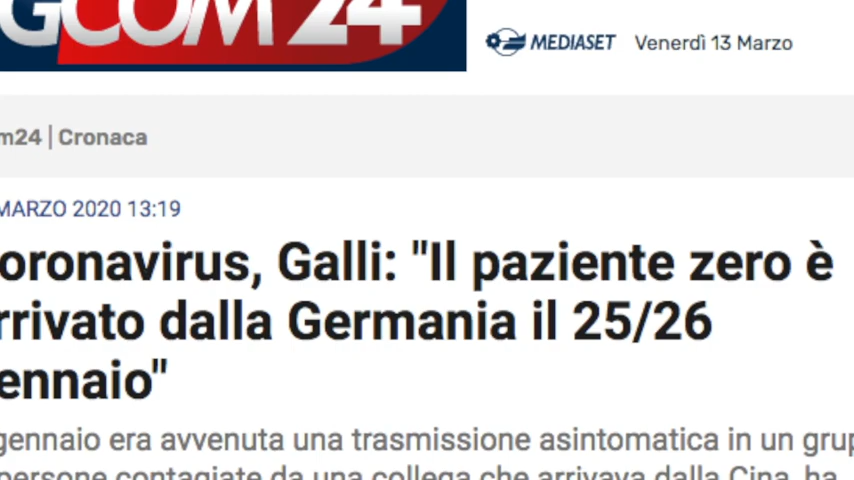 GCOM 24
MEDIASET Venerdì 13 Marzo
m24 | Cronaca
MARZO 2020 13:19
oronavirus, Galli: "Il paziente zero è
rrivato dalla Germania il 25/26
ennaio"
gennaio era avvenuta una trasmissione asintomatica in un grup
persone contagiate da una collega che arrivava dalla Cina, ha